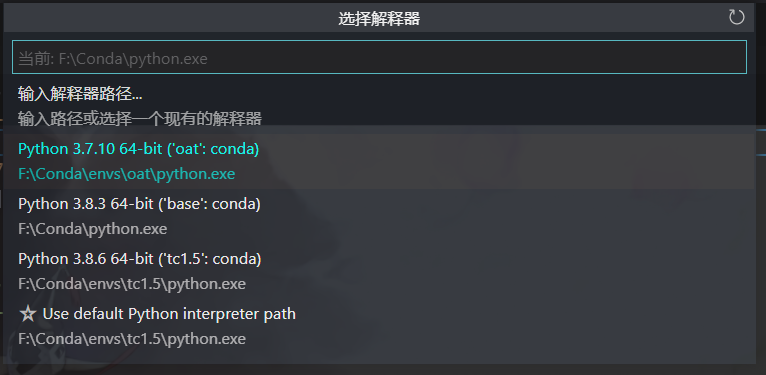 选择解释器
当前: F:\Conda\python.exe
输入解释器路径...
输入路径或选择一个现有的解释器
Python 3.7.10 64-bit ('oat': conda)
F:\Conda\envs\oat\python.exe
Python 3.8.3 64-bit ('base': conda)
F:\Conda\python.exe
Python 3.8.6 64-bit ('tc1.5': conda)
F:\Conda\envs\tc1.5\python.exe
☆ Use default Python interpreter path
F:\Conda\envs\tc1.5\python.exe